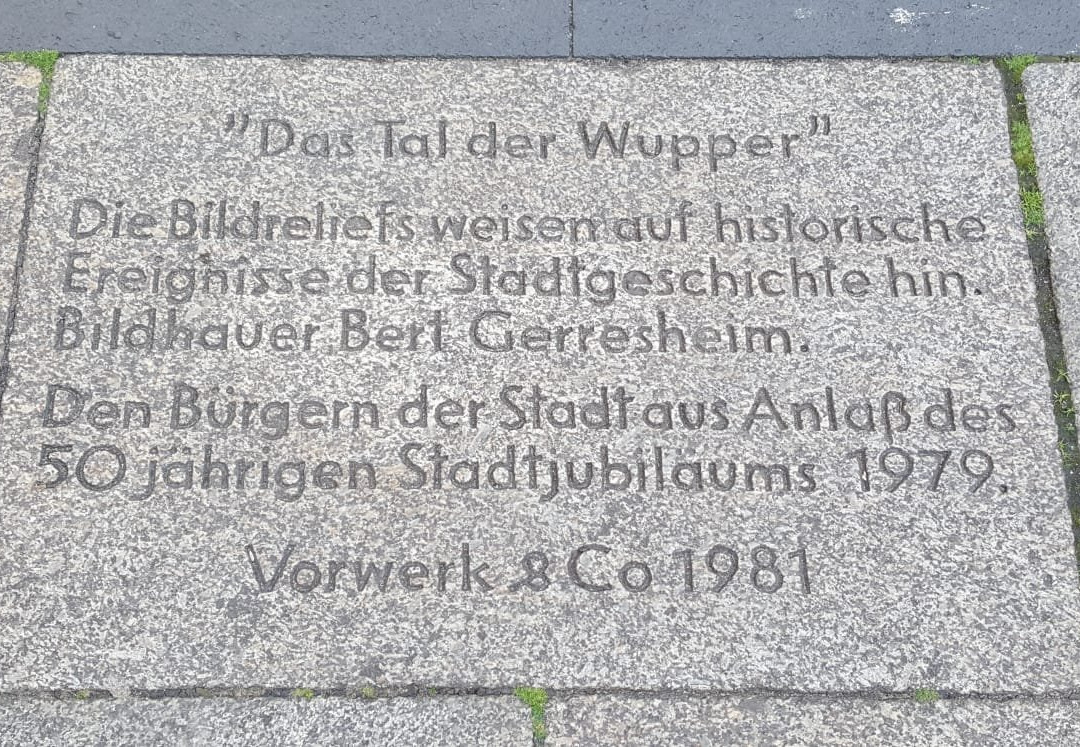 "Das Tal der Wupper"
Die Bildreliefs weisen auf historische
Ereignisse der Stadtgeschichte hin.
Bildhauer Bert Gerresheim.
Den Bürgern der Stadt aus Anlaß des
50 jährigen Stadtjubiläums 1979.
Vorwerk & Co 1981